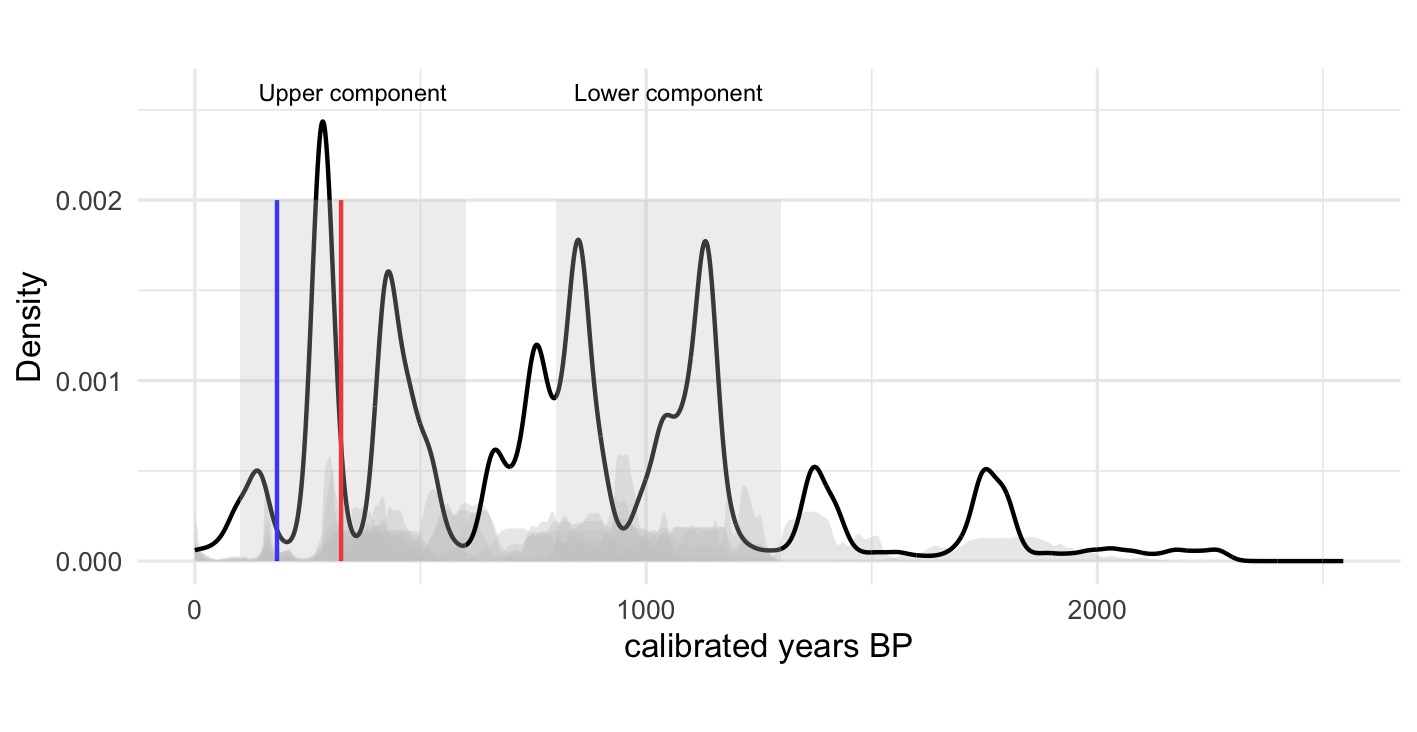 Upper component
Lower component
Density
0.002
0.001
0.000
0
1000
2000
calibrated years BP